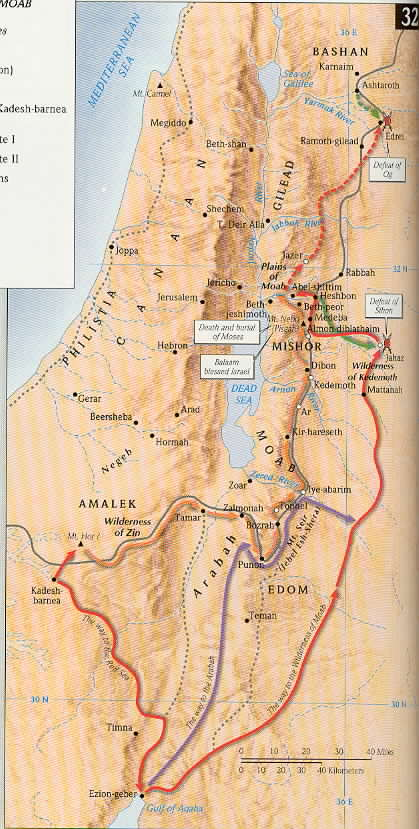 MOAB
32
es
on)
Kadesh-barnea
te I
te II
ns
36 E
BASHAN
Karnaim
MEDITERRANEAN
SEA
Sea of
Galilee
Ashtaroth
Mt. Carmel
Yarmuk River
Megiddo
Edrei
Beth-shan
Ramoth-gilead
Defeat of
Og
GILEAD
CANAAN
River
Jordan
Shechem
T. Deir Alla
Jabbok River
Joppa
Jazer
Plains
of
Moab
Rabbah
32 N
Jericho
Abel-shittim
Heshbon
Jerusalem
Beth
jeshimoth
Beth-peor
Medeba
Mt. Nebo
(Pisgah)
Almon-diblathaim
Defeat of
Sihon
PHILISTIA
Death and burial
of Moses
MISHOR
Jahaz
Hebron
Balaam
blessed Israel
Wilderness
of Kedemoth
Dibon
DEAD
SEA
Kedemoth
Mattanah
Gerar
Arnon
River
Arad
Ar
Beersheba
Kir-hareseth
Hormah
MOAB
Negeb
Zoar
Zered River
Iye-abarim
AMALEK
Wilderness
of Zin
Zalmonah
Tophel
Tamar
Bozrah
Mt. Hor ?
Mt. Seir
(Jebel Esh-Shera)
Punon
Arabah
Kadesh-
barnea
EDOM
Teman
The way to the Red Sea
The way to the Arabah
The way to the Wilderness of Moab
30 N
30 N
Timna
0 10 20 30 40 Miles
0 10 20 30 40 Kilometers
Ezion-geber
Gulf of Aqaba
36 E